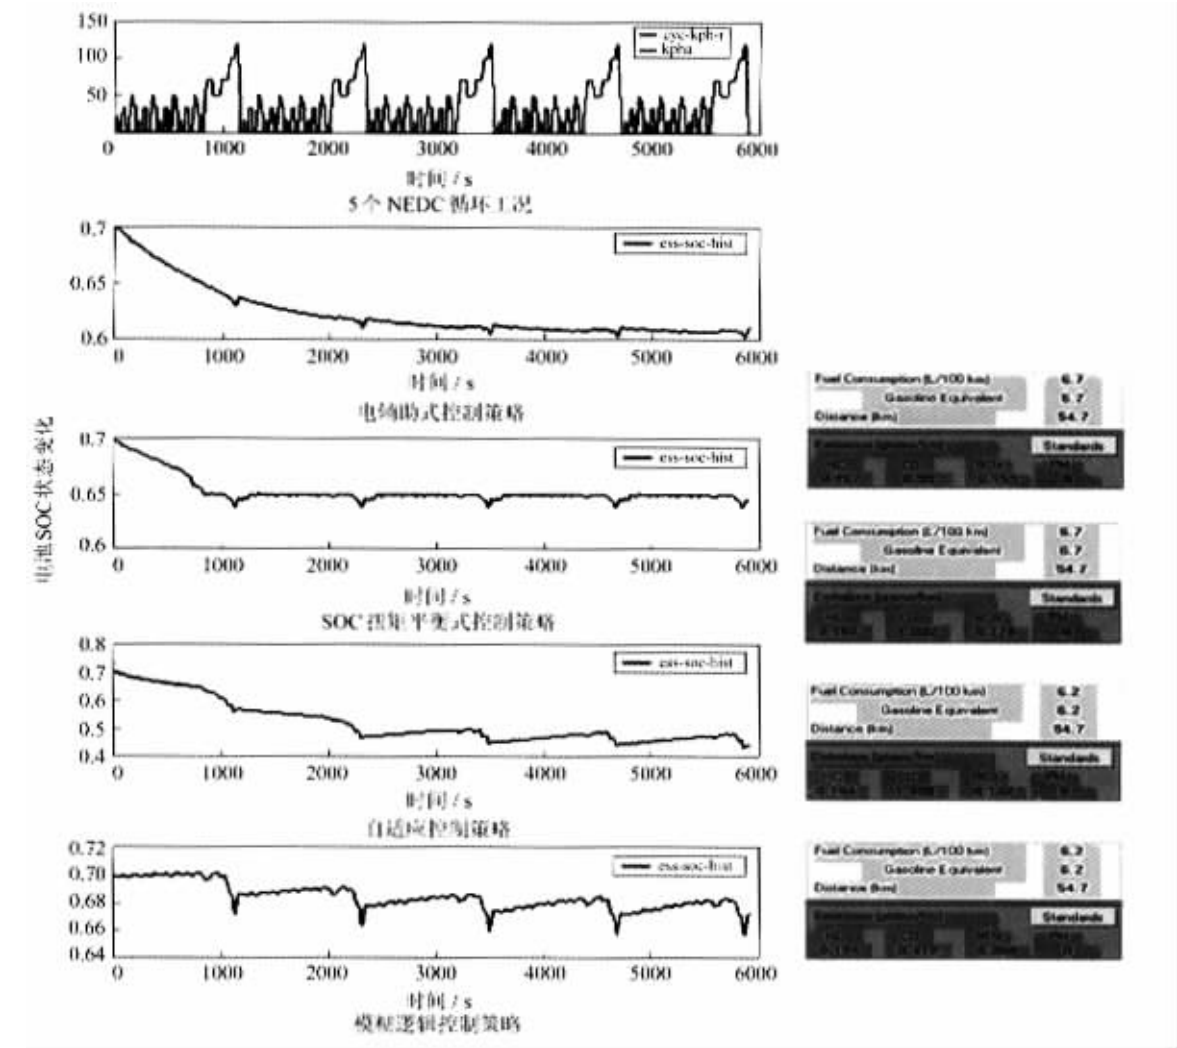 150
100
50
cyc-kph-r
kpha
0 1000 2000 3000 4000 5000 6000
时间 / s
5个 NEDC 循环工况
0.7
0.65
0.6
ess-soc-hist
0 1000 2000 3000 4000 5000 6000
时间 / s
电辅助式控制策略
电池SOC状态变化
0.7
0.65
0.6
ess-soc-hist
0 1000 2000 3000 4000 5000 6000
时间 / s
SOC 扭矩平衡式控制策略
0.8
0.7
0.6
0.5
0.4
ess-soc-hist
0 1000 2000 3000 4000 5000 6000
时间 / s
自适应控制策略
0.72
0.70
0.68
0.66
0.64
ess-soc-hist
0 1000 2000 3000 4000 5000 6000
时间 / s
模糊逻辑控制策略
Fuel Consumption (L/100 km) 6.7
Gasoline Equivalent 6.7
Distance (km) 54.7
Standards
Fuel Consumption (L/100 km) 6.7
Gasoline Equivalent 6.7
Distance (km) 54.7
Standards
Fuel Consumption (L/100 km) 6.2
Gasoline Equivalent 6.2
Distance (km) 54.7
Standards
Fuel Consumption (L/100 km) 6.2
Gasoline Equivalent 6.2
Distance (km) 54.7
Standards